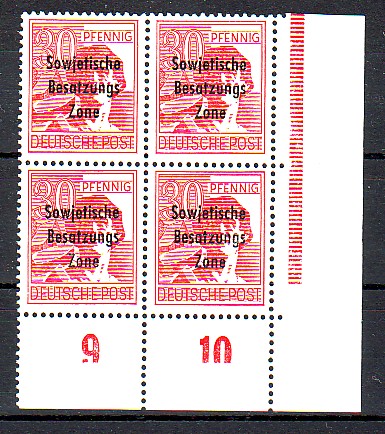 30 PFENNIG
Sowjetische
Besatzungs
Zone
DEUTSCHE POST
30 PFENNIG
Sowjetische
Besatzungs
Zone
DEUTSCHE POST
30 PFENNIG
Sowjetische
Besatzungs
Zone
DEUTSCHE POST
30 PFENNIG
Sowjetische
Besatzungs
Zone
DEUTSCHE POST
9 10